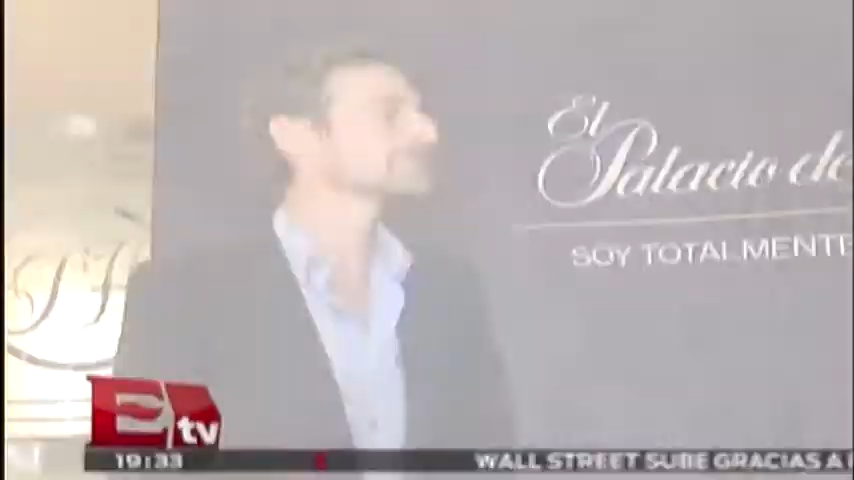 El
Palacio de
SOY TOTALMENTE
tv
19:33
WALL STREET SUBE GRACIAS A